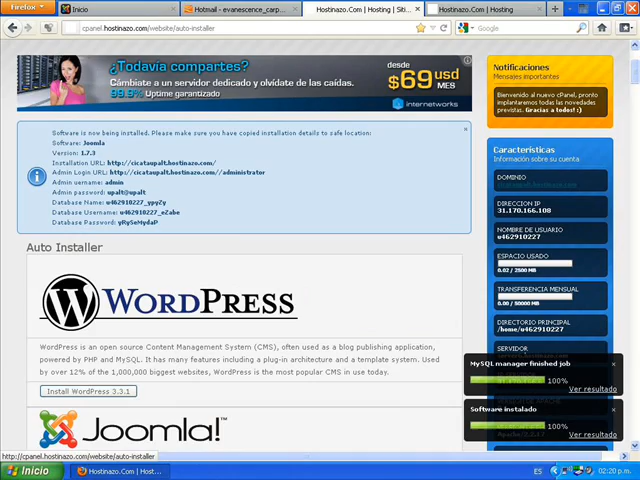 Firefox
Inicio
Hotmail - evanescence_carp...
Hostinazo.Com | Hosting | Siti...
Hostinazo.Com | Hosting
cpanel.hostinazo.com/website/auto-installer
Google
¿Todavía compartes?
Cámbiate a un servidor dedicado y olvídate de las caídas.
99.9% Uptime garantizado
desde
$69 usd
MES
internetworks
Software is now being installed. Please make sure you have copied installation details to safe location:
Software: Joomla
Version: 1.7.3
Installation URL: http://cicataupalt.hostinazo.com/
Admin Login URL: http://cicataupalt.hostinazo.com//administrator
Admin uername: admin
Admin password: upalt@upalt
Database Name: u462910227_ypyZy
Database Username: u462910227_eZabe
Database Password: yRySeMydaP
Auto Installer
WORDPRESS
WordPress is an open source Content Management System (CMS), often used as a blog publishing application,
powered by PHP and MySQL. It has many features including a plug-in architecture and a template system. Used
by over 12% of the 1,000,000 biggest websites, WordPress is the most popular CMS in use today.
Install WordPress 3.3.1
Joomla!™
Notificaciones
Mensajes importantes
Bienvenido al nuevo cPanel, pronto
implantaremos todas las novedades
previstas. Gracias a todos! :)
Características
Información sobre su cuenta
DOMINIO
DIRECCION IP
31.170.166.108
NOMBRE DE USUARIO
u462910227
ESPACIO USADO
0.02 / 2500 MB
TRANSFERENCIA MENSUAL
0.00 / 50000 MB
DIRECTORIO PRINCIPAL
/home/u462910227
SERVIDOR
MySQL manager finished job
100%
Ver resultado
Software instalado
100%
Ver resultado
http://cpanel.hostinazo.com/website/auto-installer
Inicio
Hostinazo.Com | Host...
ES
02:20 p.m.